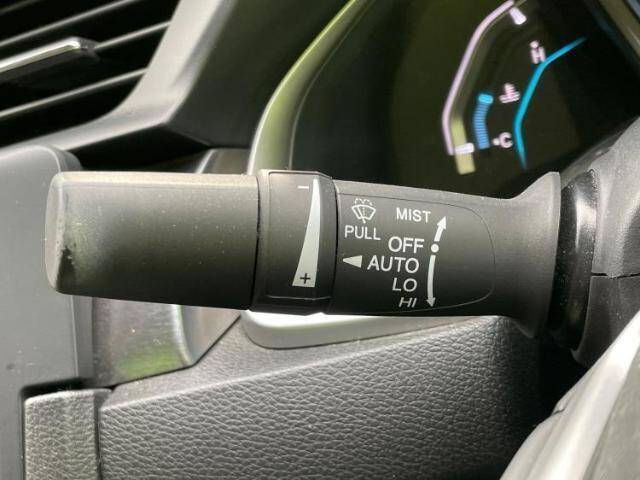 MIST
PULL
OFF
AUTO
LO
HI
- +
H
°C